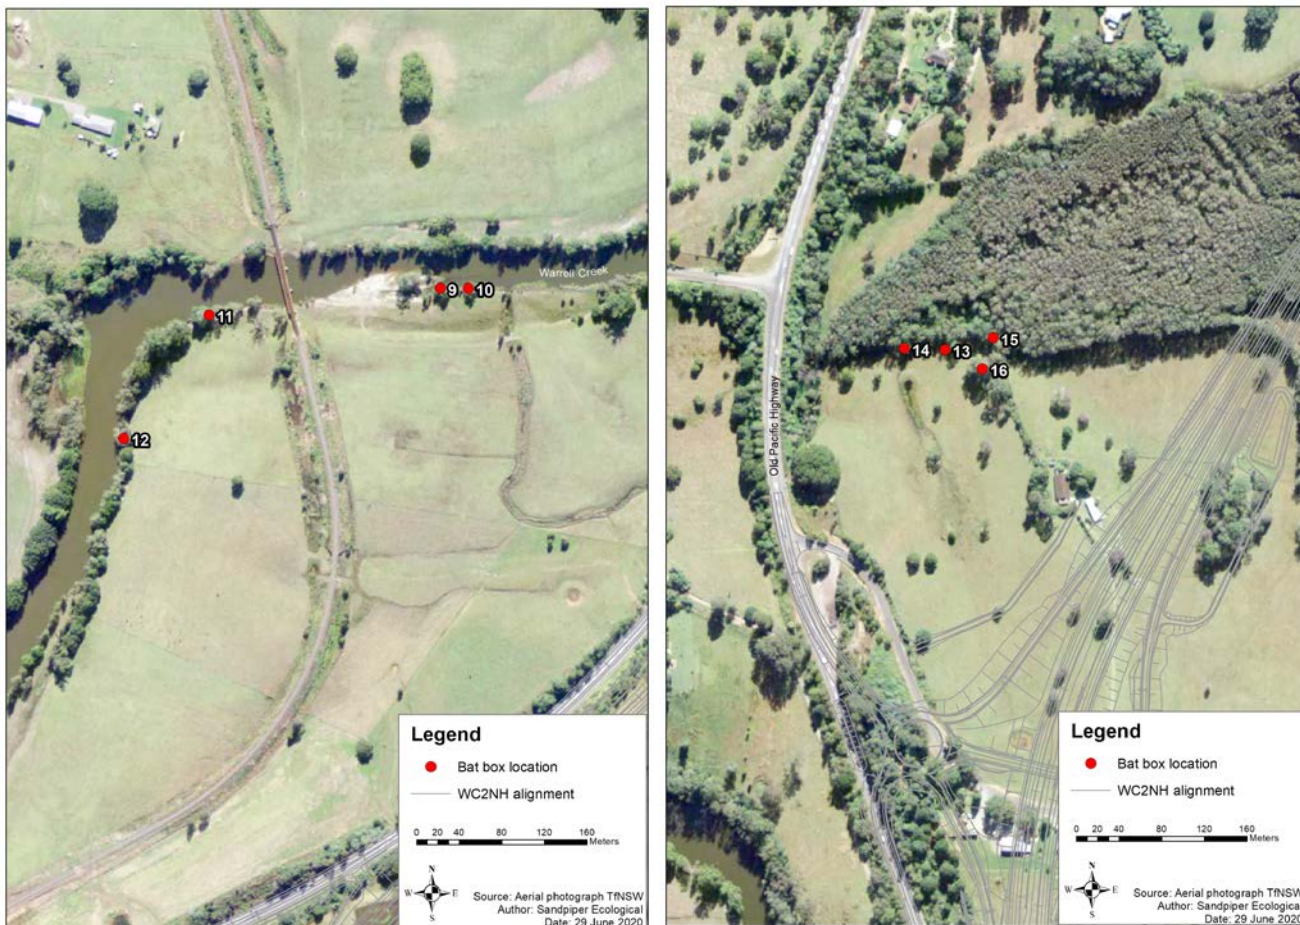 Warrell Creek
9
10
11
12
Legend
Bat box location
WC2NH alignment
0 20 40 80 120 160
Meters
N
W E
S
Source: Aerial photograph TfNSW
Author: Sandpiper Ecological
Date: 29 June 2020
Old Pacific Highway
15
14
13
16
Legend
Bat box location
WC2NH alignment
0 20 40 80 120 160
Meters
N
W E
S
Source: Aerial photograph TfNSW
Author: Sandpiper Ecological
Date: 29 June 2020